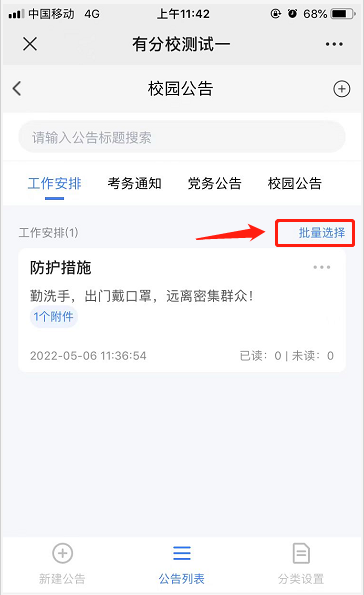 中国移动 4G 上午11:42 68%
有分校测试一
校园公告
请输入公告标题搜索
工作安排 考务通知 党务公告 校园公告
工作安排(1) 批量选择
防护措施
勤洗手，出门戴口罩，远离密集群众！
1个附件
2022-05-06 11:36:54 已读：0 | 未读：0
新建公告 公告列表 分类设置